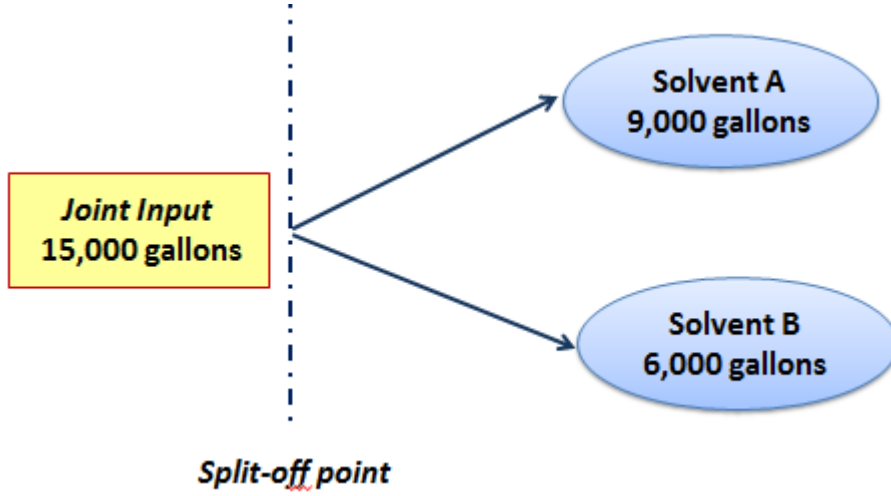 Solvent A
9,000 gallons
Joint Input
15,000 gallons
Solvent B
6,000 gallons
Split-off point